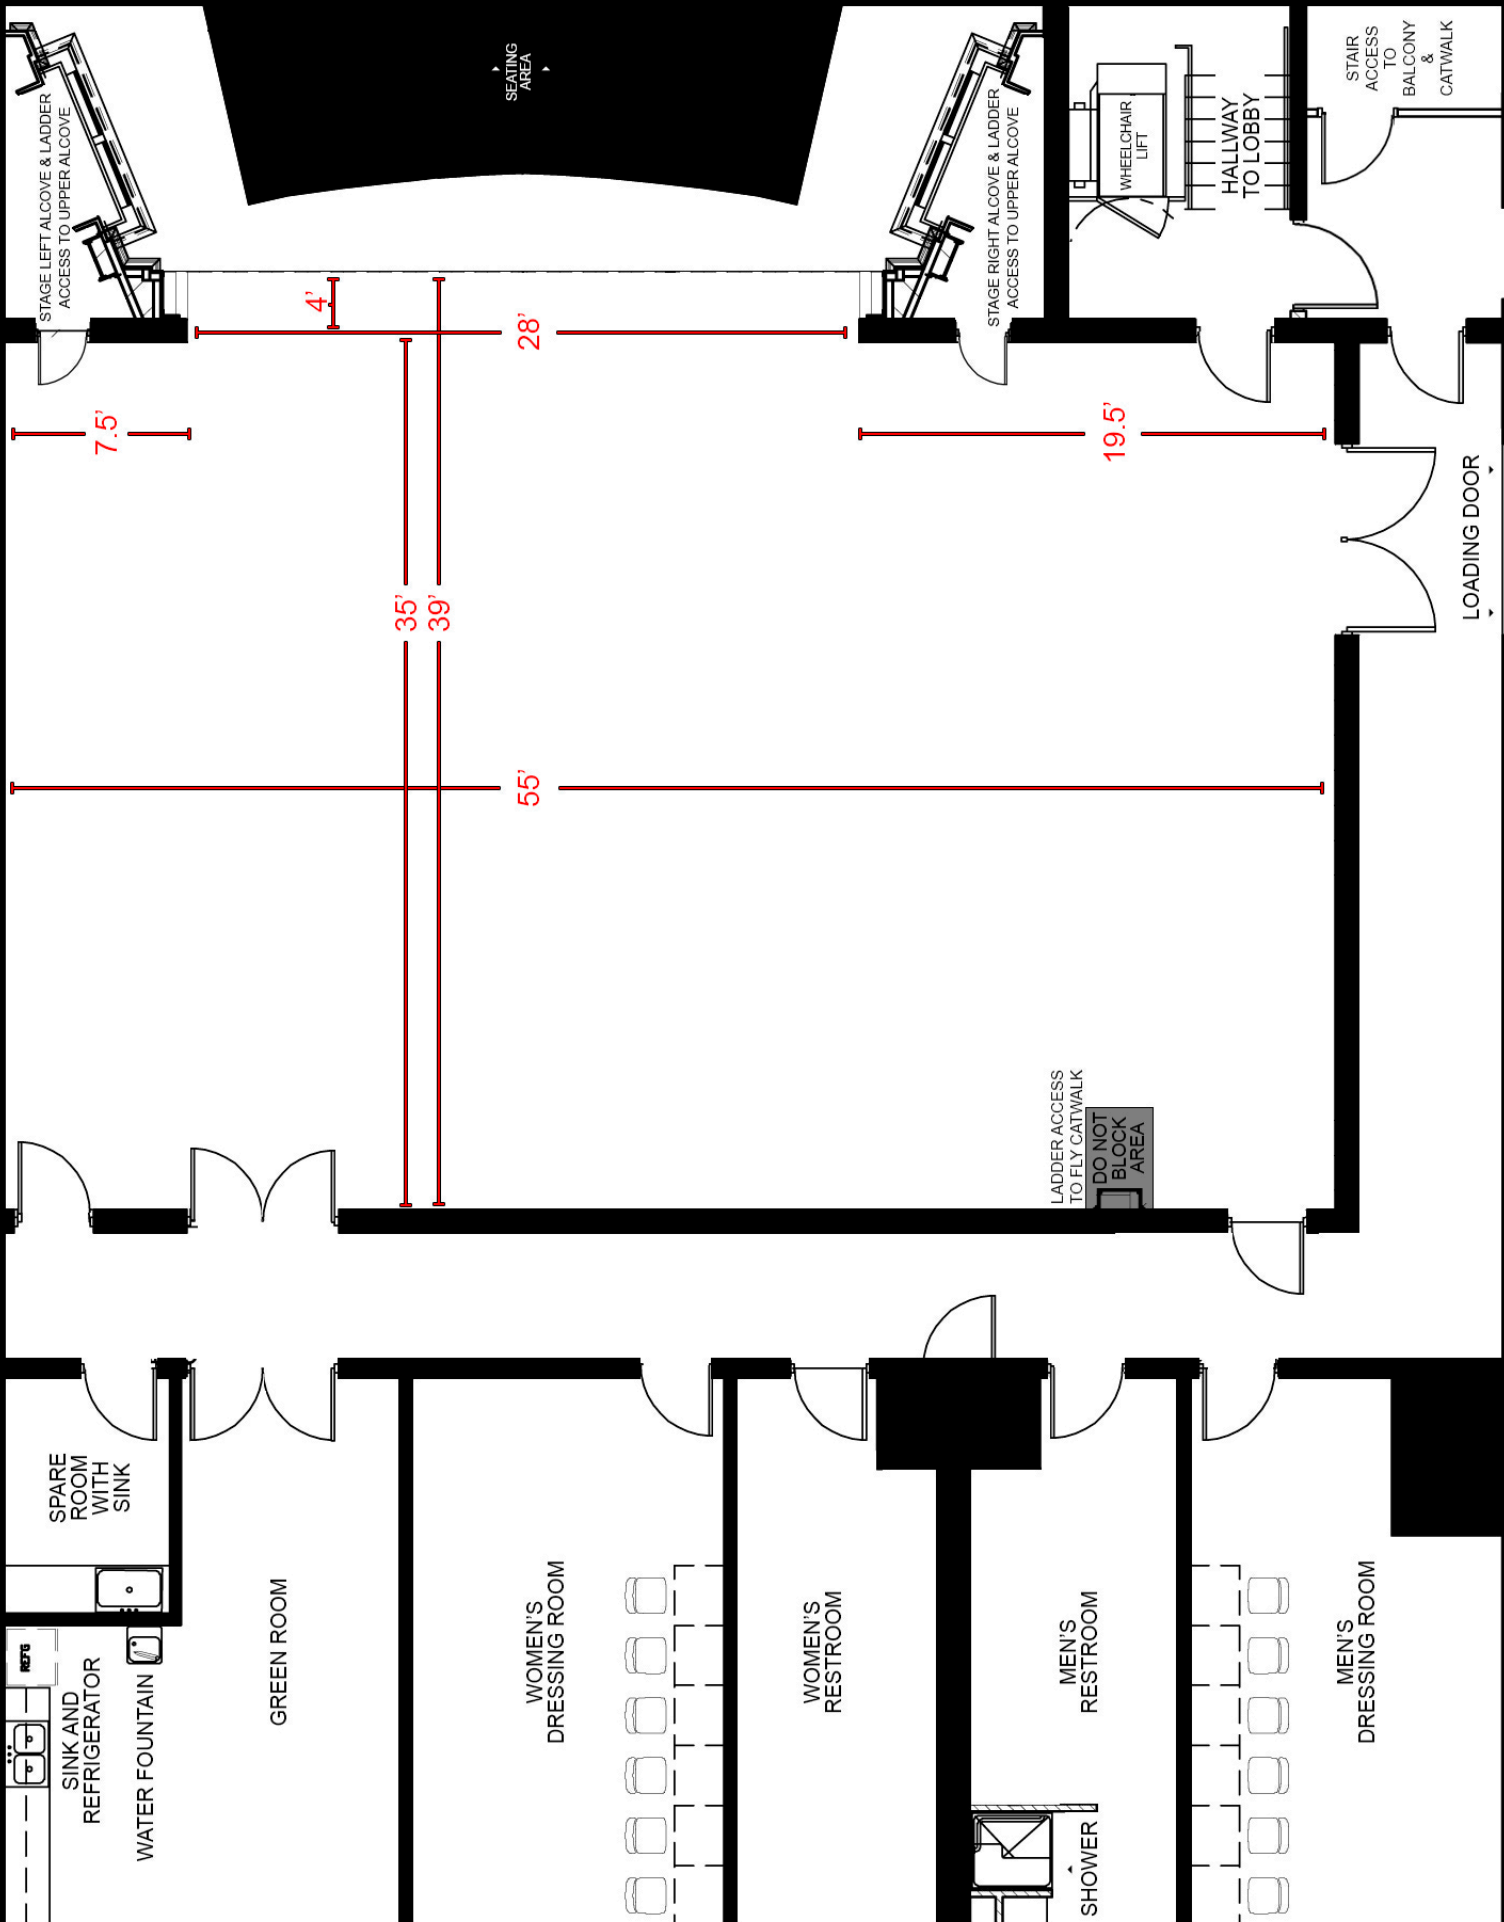 SEATING
AREA
STAGE LEFT ALCOVE & LADDER
ACCESS TO UPPER ALCOVE
STAGE RIGHT ALCOVE & LADDER
ACCESS TO UPPER ALCOVE
WHEELCHAIR
LIFT
HALLWAY
TO LOBBY
STAIR
ACCESS
TO
BALCONY
&
CATWALK
4'
28'
7.5'
19.5'
35'
39'
55'
LOADING DOOR
LADDER ACCESS
TO FLY CATWALK
DO NOT
BLOCK
AREA
SPARE
ROOM
WITH
SINK
REFG
SINK AND
REFRIGERATOR
WATER FOUNTAIN
GREEN ROOM
WOMEN'S
DRESSING ROOM
WOMEN'S
RESTROOM
MEN'S
RESTROOM
SHOWER
MEN'S
DRESSING ROOM